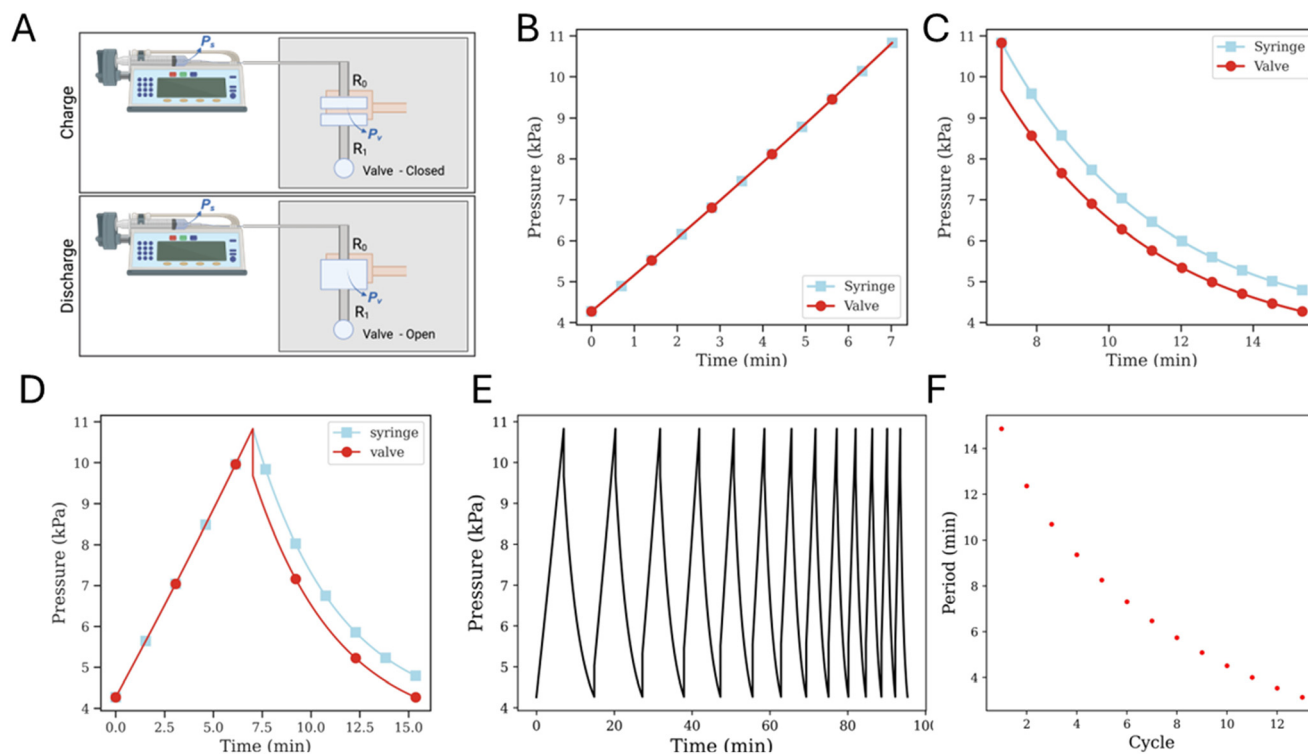 A
Charge
Pₛ
R₀
Pᵥ
R₁
Valve - Closed
Discharge
Pₛ
R₀
Pᵥ
R₁
Valve - Open
B
Pressure (kPa)
11
10
9
8
7
6
5
4
Syringe
Valve
0 1 2 3 4 5 6 7
Time (min)
C
Pressure (kPa)
11
10
9
8
7
6
5
4
Syringe
Valve
8 10 12 14
Time (min)
D
Pressure (kPa)
11
10
9
8
7
6
5
4
syringe
valve
0.0 2.5 5.0 7.5 10.0 12.5 15.0
Time (min)
E
Pressure (kPa)
11
10
9
8
7
6
5
4
0 20 40 60 80 100
Time (min)
F
Period (min)
14
12
10
8
6
4
2 4 6 8 10 12
Cycle